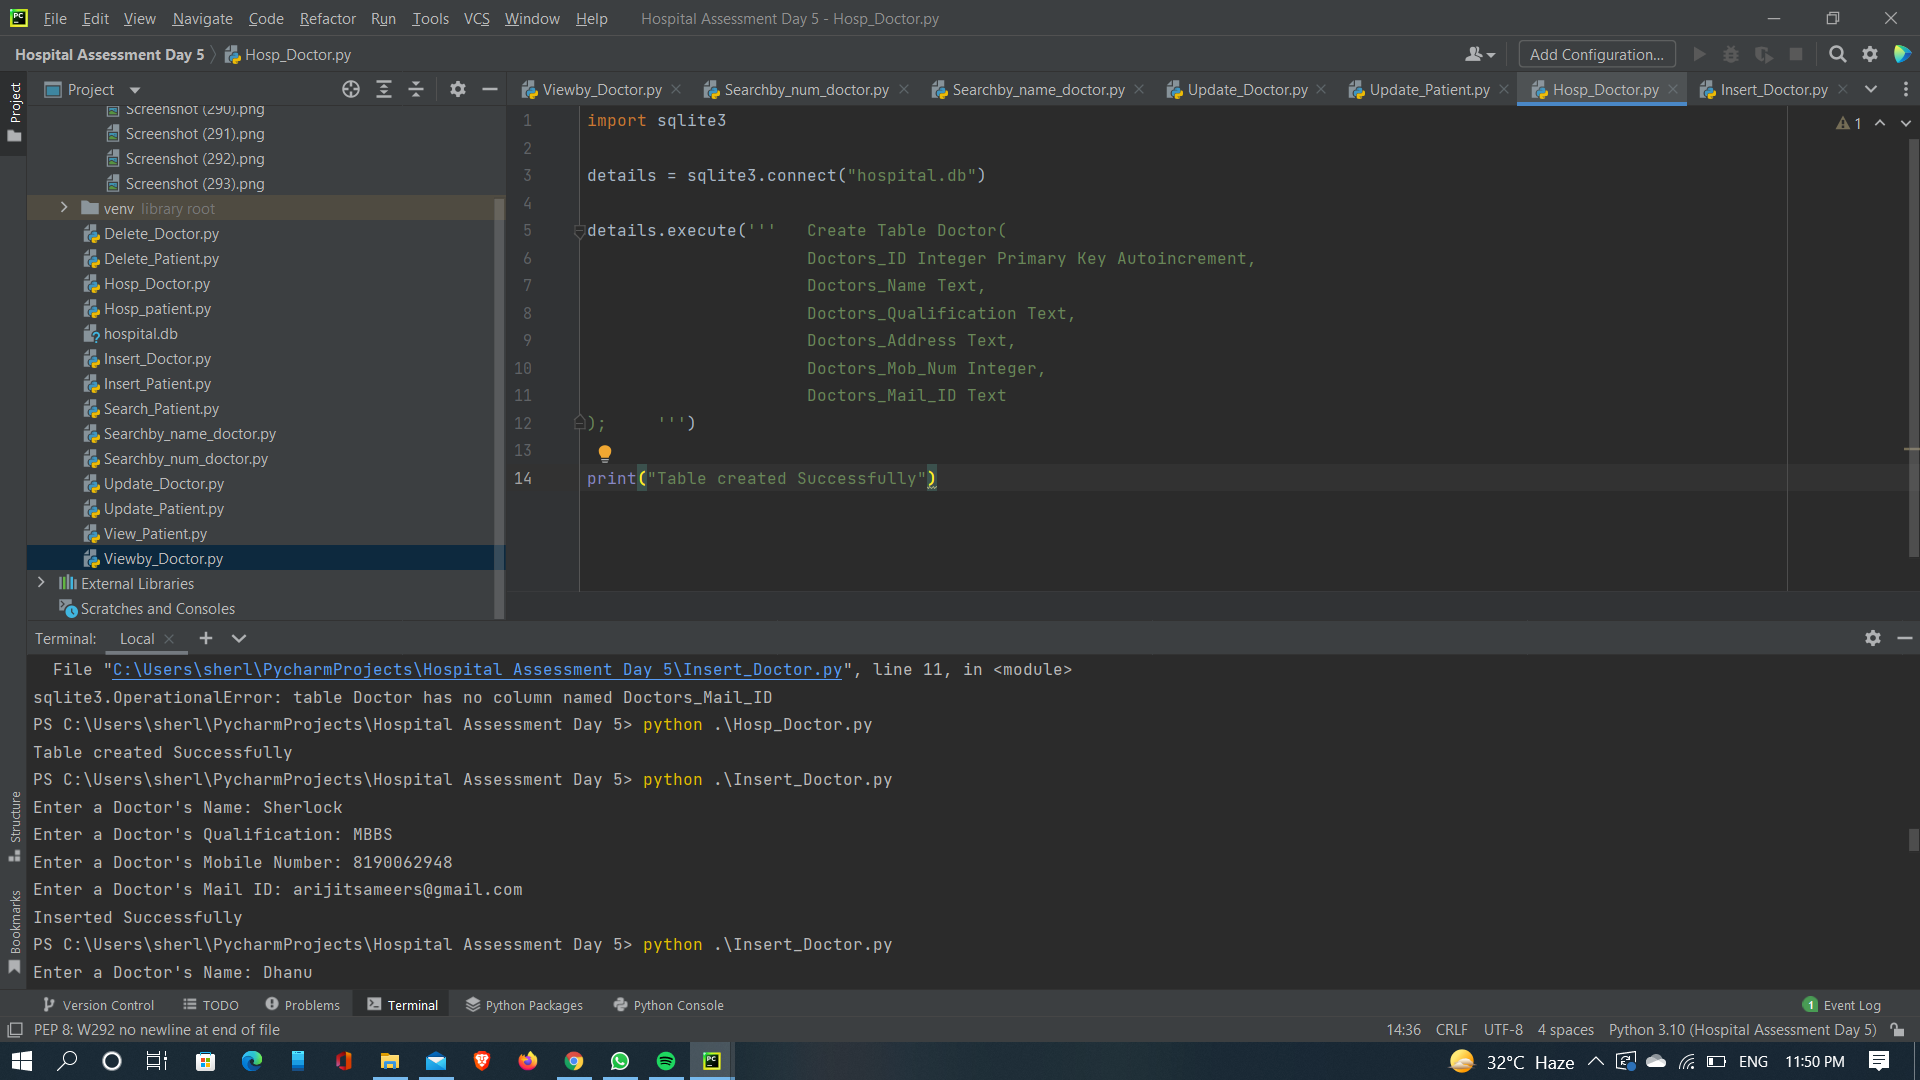 File Edit View Navigate Code Refactor Run Tools VCS Window Help Hospital Assessment Day 5 - Hosp_Doctor.py
Hospital Assessment Day 5 Hosp_Doctor.py Add Configuration...
Project
Project
Viewby_Doctor.py Searchby_num_doctor.py Searchby_name_doctor.py Update_Doctor.py Update_Patient.py Hosp_Doctor.py Insert_Doctor.py
Screenshot (290).png
Screenshot (291).png
Screenshot (292).png
Screenshot (293).png
venv library root
Delete_Doctor.py
Delete_Patient.py
Hosp_Doctor.py
Hosp_patient.py
hospital.db
Insert_Doctor.py
Insert_Patient.py
Search_Patient.py
Searchby_name_doctor.py
Searchby_num_doctor.py
Update_Doctor.py
Update_Patient.py
View_Patient.py
Viewby_Doctor.py
External Libraries
Scratches and Consoles
1 import sqlite3
2
3 details = sqlite3.connect("hospital.db")
4
5 details.execute('''   Create Table Doctor(
6 Doctors_ID Integer Primary Key Autoincrement,
7 Doctors_Name Text,
8 Doctors_Qualification Text,
9 Doctors_Address Text,
10 Doctors_Mob_Num Integer,
11 Doctors_Mail_ID Text
12 );     ''')
13
14 print("Table created Successfully")
1
Terminal: Local
File "C:\Users\sherl\PycharmProjects\Hospital Assessment Day 5\Insert_Doctor.py", line 11, in <module>
sqlite3.OperationalError: table Doctor has no column named Doctors_Mail_ID
PS C:\Users\sherl\PycharmProjects\Hospital Assessment Day 5> python .\Hosp_Doctor.py
Table created Successfully
PS C:\Users\sherl\PycharmProjects\Hospital Assessment Day 5> python .\Insert_Doctor.py
Enter a Doctor's Name: Sherlock
Enter a Doctor's Qualification: MBBS
Enter a Doctor's Mobile Number: 8190062948
Enter a Doctor's Mail ID: arijitsameers@gmail.com
Inserted Successfully
PS C:\Users\sherl\PycharmProjects\Hospital Assessment Day 5> python .\Insert_Doctor.py
Enter a Doctor's Name: Dhanu
Structure
Bookmarks
Version Control TODO Problems Terminal Python Packages Python Console 1 Event Log
PEP 8: W292 no newline at end of file 14:36 CRLF UTF-8 4 spaces Python 3.10 (Hospital Assessment Day 5)
32°C Haze ENG 11:50 PM